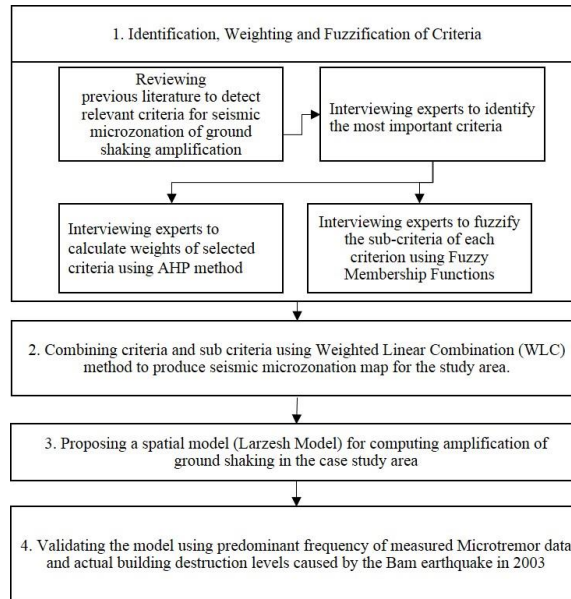 1. Identification, Weighting and Fuzzification of Criteria
Reviewing
previous literature to detect
relevant criteria for seismic
microzonation of ground
shaking amplification
Interviewing experts to identify
the most important criteria
Interviewing experts to
calculate weights of selected
criteria using AHP method
Interviewing experts to fuzzify
the sub-criteria of each
criterion using Fuzzy
Membership Functions
2. Combining criteria and sub criteria using Weighted Linear Combination (WLC)
method to produce seismic microzonation map for the study area.
3. Proposing a spatial model (Larzesh Model) for computing amplification of
ground shaking in the case study area
4. Validating the model using predominant frequency of measured Microtremor data
and actual building destruction levels caused by the Bam earthquake in 2003